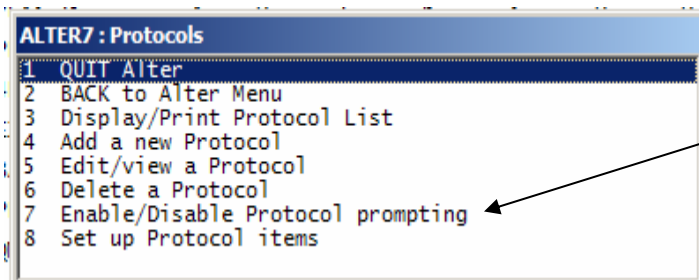 ALTER7 : Protocols
1 QUIT Alter
2 BACK to Alter Menu
3 Display/Print Protocol List
4 Add a new Protocol
5 Edit/view a Protocol
6 Delete a Protocol
7 Enable/Disable Protocol prompting
8 Set up Protocol items